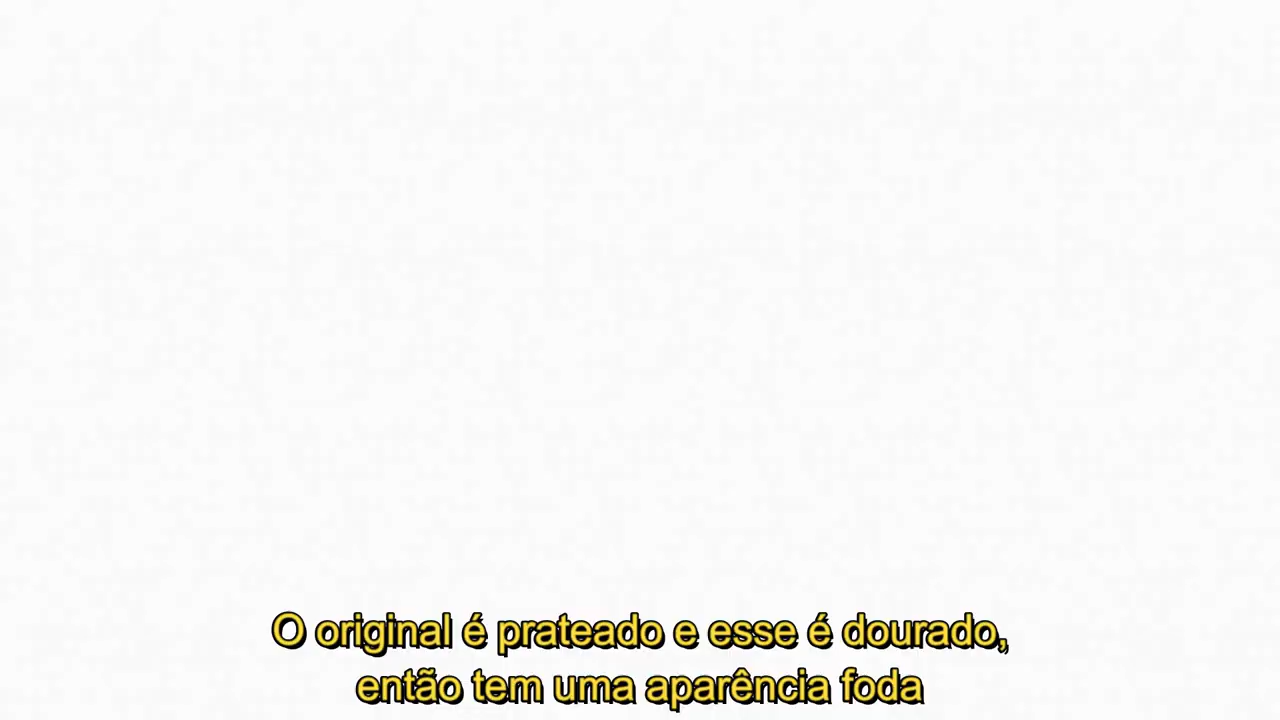 O original é prateado e esse é dourado,
então tem uma aparência foda